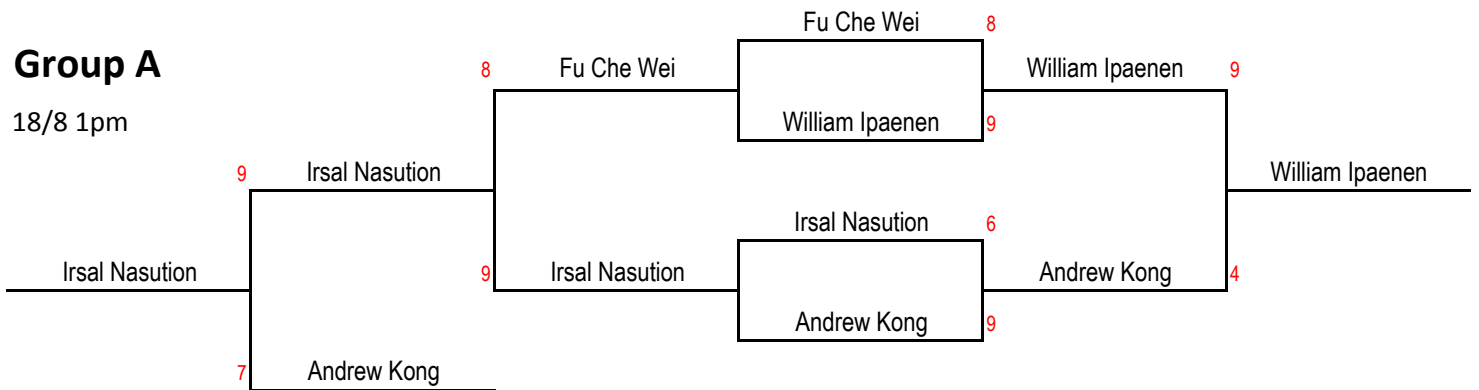 Fu Che Wei 8
Group A
8 Fu Che Wei William Ipaenen 9
18/8 1pm
William Ipaenen 9
9 Irsal Nasution William Ipaenen
Irsal Nasution 6
Irsal Nasution 9 Irsal Nasution Andrew Kong 4
Andrew Kong 9
7 Andrew Kong